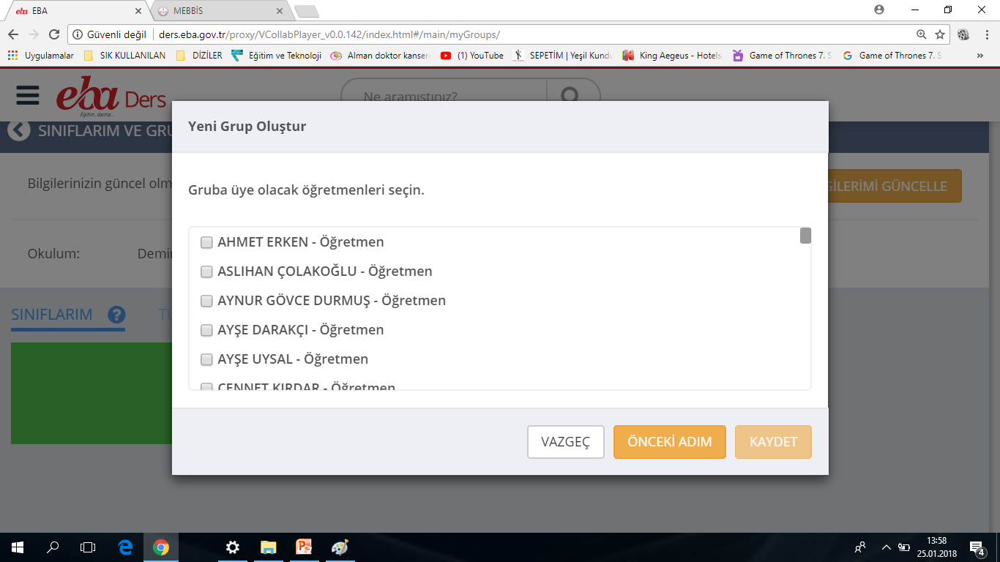 EBA
MEBBİS
Güvenli değil
ders.eba.gov.tr/proxy/VCollabPlayer_v0.0.142/index.html#/main/myGroups/
Uygulamalar
SIK KULLANILAN
DİZİLER
Eğitim ve Teknoloji
Alman doktor kanser
(1) YouTube
SEPETİM | Yeşil Kund
King Aegeus - Hotels
Game of Thrones 7. S
Game of Thrones 7. S
eba Ders
Eğitim, daima...
Ne aramıştınız?
SINIFLARIM VE GRU
Bilgilerinizin güncel olm
GİLERİMİ GÜNCELLE
Okulum:
Demir
SINIFLARIM ?
TÜ
Yeni Grup Oluştur
Gruba üye olacak öğretmenleri seçin.
AHMET ERKEN - Öğretmen
ASLIHAN ÇOLAKOĞLU - Öğretmen
AYNUR GÖVCE DURMUŞ - Öğretmen
AYŞE DARAKÇI - Öğretmen
AYŞE UYSAL - Öğretmen
CENNET KIRDAR - Öğretmen
VAZGEÇ
ÖNCEKİ ADIM
KAYDET
13:58
25.01.2018
4